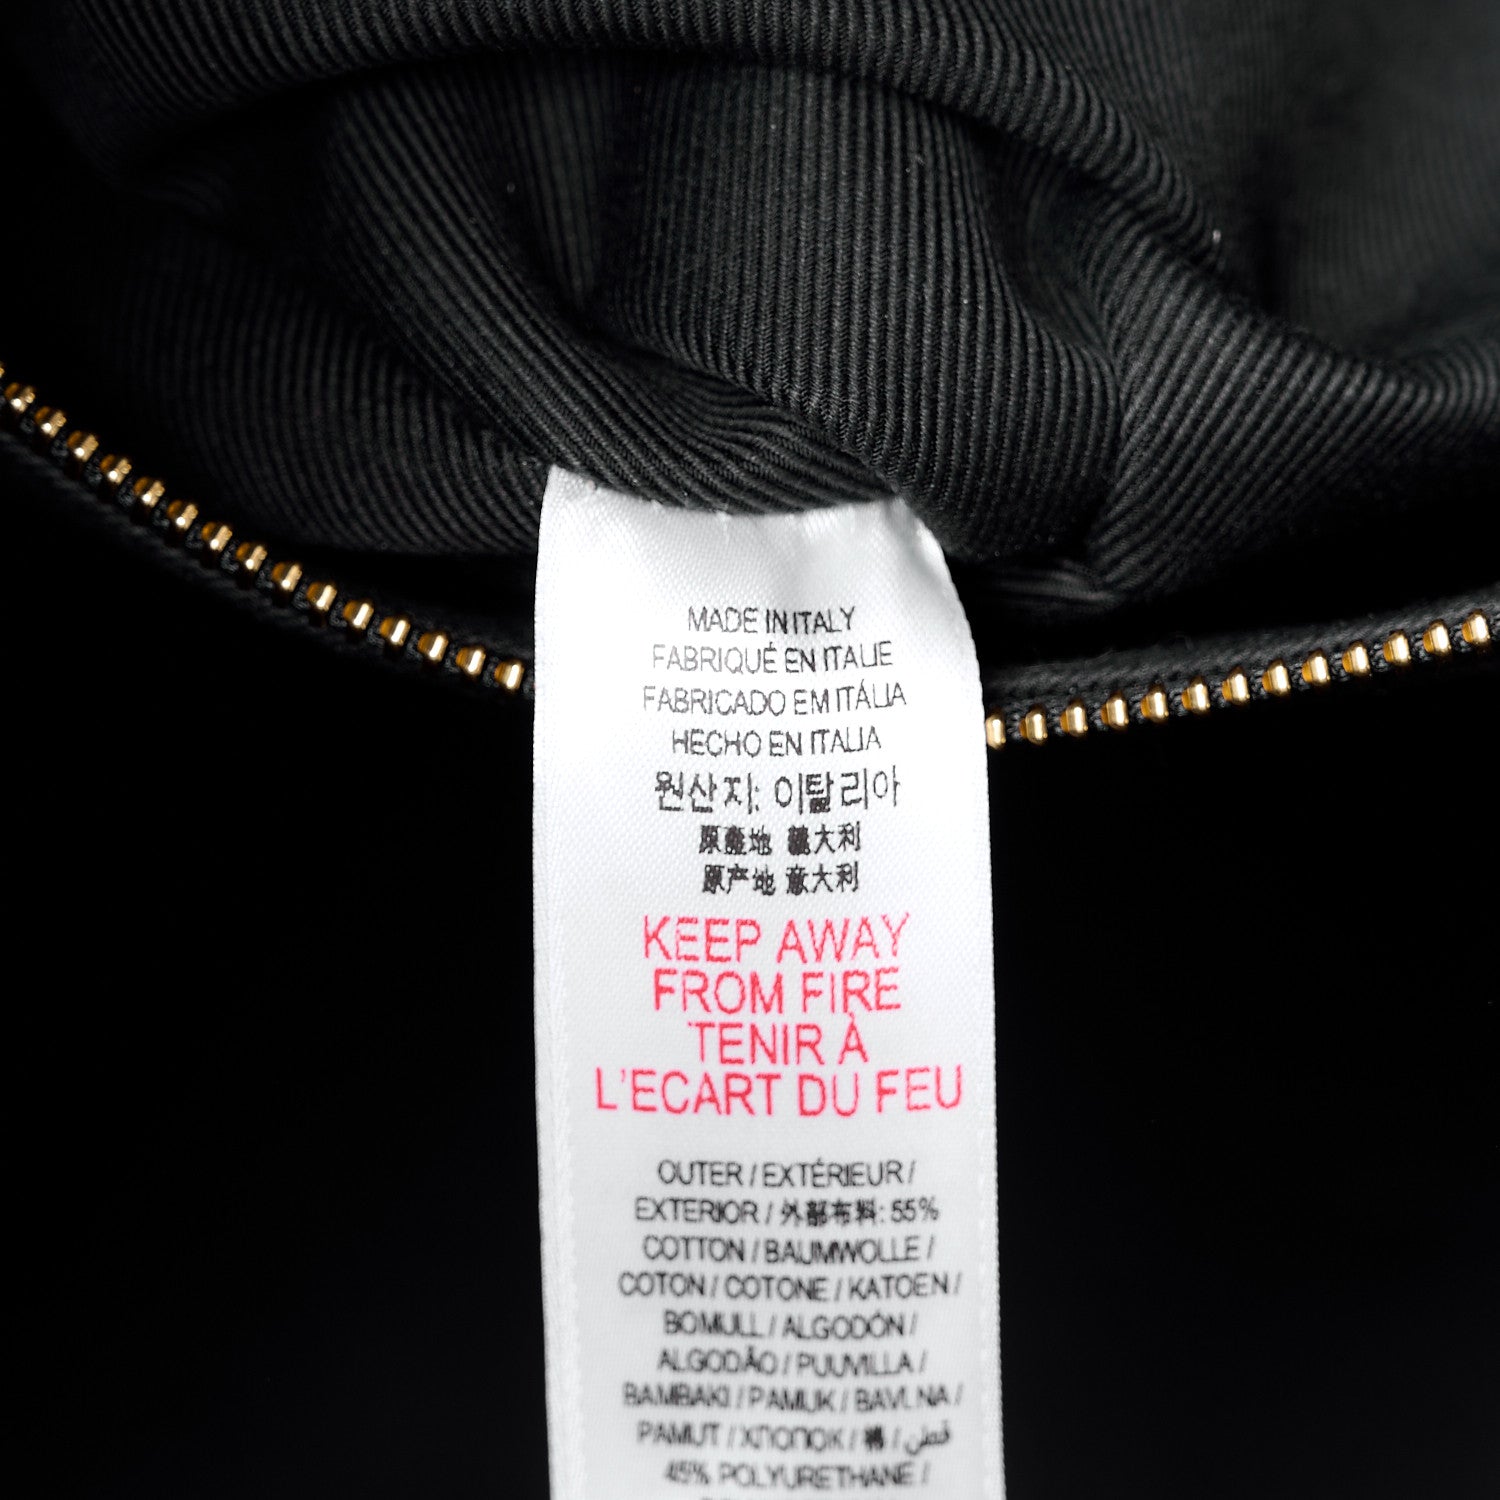 MADE IN ITALY
FABRIQUÉ EN ITALIE
FABRICADO EM ITÁLIA
HECHO EN ITALIA
원산지: 이탈리아
原產地 義大利
原产地 意大利
KEEP AWAY
FROM FIRE
TENIR À
L'ECART DU FEU
OUTER / EXTÉRIEUR /
EXTERIOR / 外部布料: 55%
COTTON / BAUMWOLLE /
COTON / COTONE / KATOEN /
BOMULL / ALGODÓN /
ALGODÃO / PUUVILLA /
BAMBAKI / PAMUK / BAVLNA /
PAMUT / ХЛОПОК / 棉 / قطن /
45% POLYURETHANE /